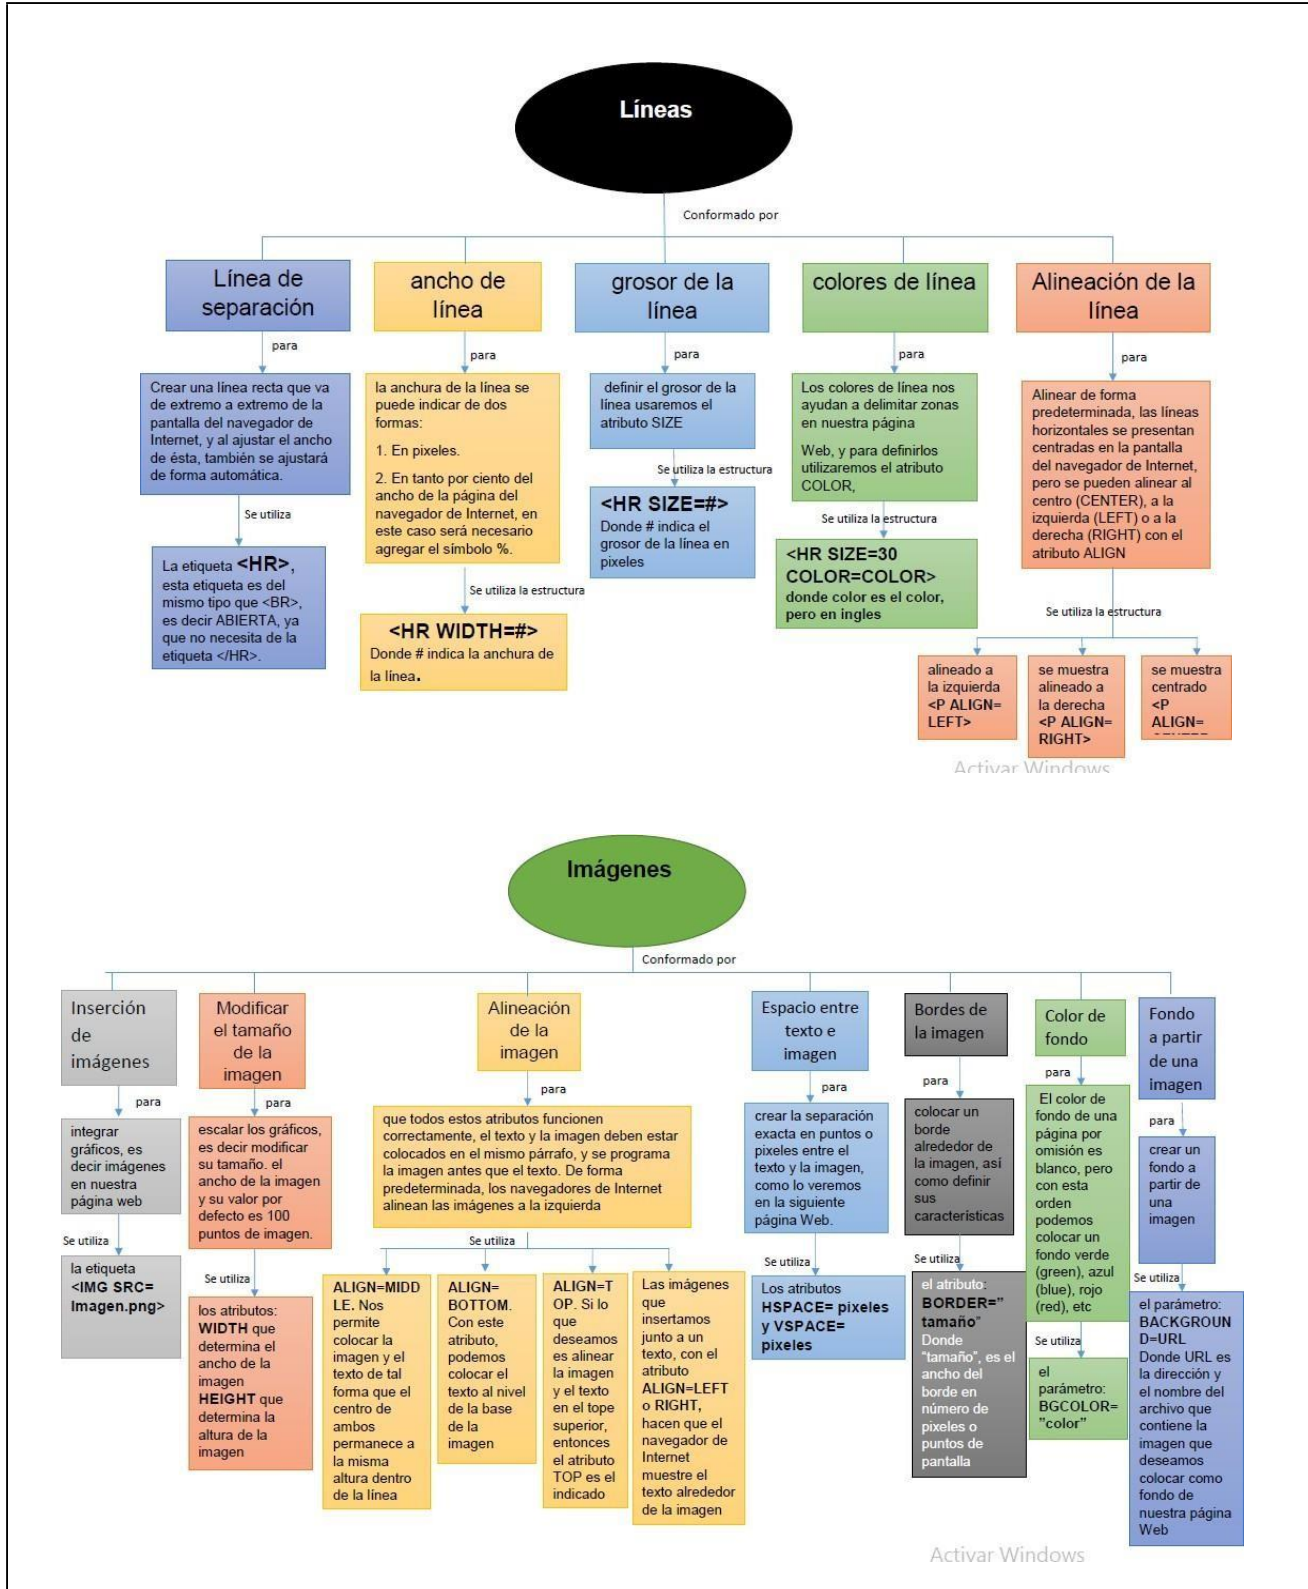 Líneas
Conformado por
Línea de
separación
para
Crear una línea recta que va
de extremo a extremo de la
pantalla del navegador de
Internet, y al ajustar el ancho
de ésta, también se ajustará
de forma automática.
Se utiliza
La etiqueta <HR>,
esta etiqueta es del
mismo tipo que <BR>,
es decir ABIERTA, ya
que no necesita de la
etiqueta </HR>.
ancho de
línea
para
la anchura de la línea se
puede indicar de dos
formas:
1. En pixeles.
2. En tanto por ciento del
ancho de la página del
navegador de Internet, en
este caso será necesario
agregar el símbolo %.
Se utiliza la estructura
<HR WIDTH=#>
Donde # indica la anchura de
la línea.
grosor de la
línea
para
definir el grosor de la
línea usaremos el
atributo SIZE
Se utiliza la estructura
<HR SIZE=#>
Donde # indica el
grosor de la línea en
pixeles
colores de línea
para
Los colores de línea nos
ayudan a delimitar zonas
en nuestra página
Web, y para definirlos
utilizaremos el atributo
COLOR,
Se utiliza la estructura
<HR SIZE=30
COLOR=COLOR>
donde color es el color,
pero en ingles
Alineación de la
línea
para
Alinear de forma
predeterminada, las líneas
horizontales se presentan
centradas en la pantalla
del navegador de Internet,
pero se pueden alinear al
centro (CENTER), a la
izquierda (LEFT) o a la
derecha (RIGHT) con el
atributo ALIGN
Se utiliza la estructura
alineado a
la izquierda
<P ALIGN=
LEFT>
se muestra
alineado a
la derecha
<P ALIGN=
RIGHT>
se muestra
centrado
<P
ALIGN=
Activar Windows
Imágenes
Conformado por
Inserción
de
imágenes
para
integrar
gráficos, es
decir imágenes
en nuestra
página web
Se utiliza
la etiqueta
<IMG SRC=
Imagen.png>
Modificar
el tamaño
de la
imagen
para
escalar los gráficos,
es decir modificar
su tamaño. el
ancho de la imagen
y su valor por
defecto es 100
puntos de imagen.
Se utiliza
los atributos:
WIDTH que
determina el
ancho de la
imagen
HEIGHT que
determina la
altura de la
imagen
Alineación
de la
imagen
para
que todos estos atributos funcionen
correctamente, el texto y la imagen deben estar
colocados en el mismo párrafo, y se programa
la imagen antes que el texto. De forma
predeterminada, los navegadores de Internet
alinean las imágenes a la izquierda
Se utiliza
ALIGN=MIDD
LE. Nos
permite
colocar la
imagen y el
texto de tal
forma que el
centro de
ambos
permanece a
la misma
altura dentro
de la línea
ALIGN=
BOTTOM.
Con este
atributo,
podemos
colocar el
texto al nivel
de la base
de la
imagen
ALIGN=T
OP. Si lo
que
deseamos
es alinear
la imagen
y el texto
en el tope
superior,
entonces
el atributo
TOP es el
indicado
Las imágenes
que
insertamos
junto a un
texto, con el
atributo
ALIGN=LEFT
o RIGHT,
hacen que el
navegador de
Internet
muestre el
texto alrededor
de la imagen
Espacio entre
texto e
imagen
para
crear la separación
exacta en puntos o
pixeles entre el
texto y la imagen,
como lo veremos
en la siguiente
página Web.
Se utiliza
Los atributos
HSPACE= pixeles
y VSPACE=
pixeles
Bordes de
la imagen
para
colocar un
borde
alrededor de
la imagen, así
como definir
sus
características
Se utiliza
el atributo:
BORDER="
tamaño"
Donde
"tamaño", es el
ancho del
borde en
número de
pixeles o
puntos de
pantalla
Color de
fondo
para
El color de
fondo de una
página por
omisión es
blanco, pero
con esta
orden
podemos
colocar un
fondo verde
(green), azul
(blue), rojo
(red), etc
Se utiliza
el
parámetro:
BGCOLOR=
"color"
Fondo
a partir
de una
imagen
para
crear un
fondo a
partir de
una
imagen
Se utiliza
el parámetro:
BACKGROUN
D=URL
Donde URL es
la dirección y
el nombre del
archivo que
contiene la
imagen que
deseamos
colocar como
fondo de
nuestra página
Web
Activar Windows